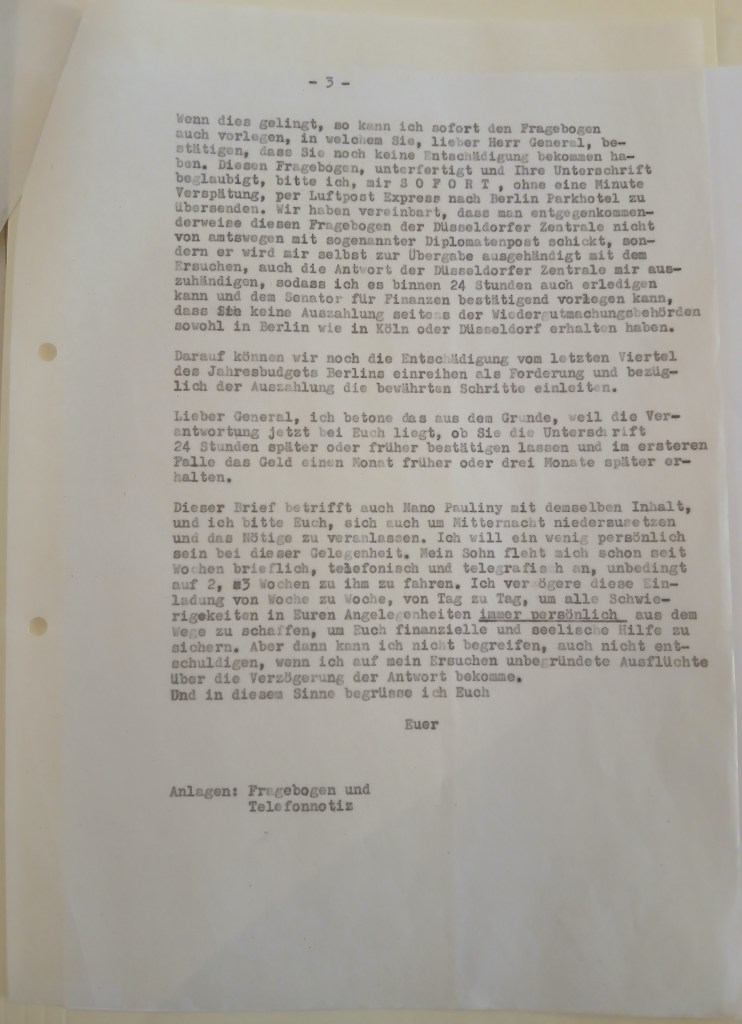 - 3 -
Wenn dies gelingt, so kann ich sofort den Fragebogen
auch vorlegen, in welchem Sie, lieber Herr General, be-
stätigen, dass Sie noch keine Entschädigung bekommen ha-
ben. Diesen Fragebogen, unterfertigt und Ihre Unterschrift
beglaubigt, bitte ich, mir S O F O R T , ohne eine Minute
Verspätung, per Luftpost Express nach Berlin Parkhotel zu
übersenden. Wir haben vereinbart, dass man entgegenkommen-
derweise diesen Fragebogen der Düsseldorfer Zentrale nicht
von amtswegen mit sogenannter Diplomatenpost schickt, son-
dern er wird mir selbst zur Übergabe ausgehändigt mit dem
Ersuchen, auch die Antwort der Düsseldorfer Zentrale mir aus-
zuhändigen, sodass ich es binnen 24 Stunden auch erledigen
kann und dem Senator für Finanzen bestätigend vorlegen kann,
dass keine Auszahlung seitens der Wiedergutmachungsbehörden
sowohl in Berlin wie in Köln oder Düsseldorf erhalten haben.
Darauf können wir noch die Entschädigung vom letzten Viertel
des Jahresbudgets Berlins einreihen als Forderung und bezüg-
lich der Auszahlung die bewährten Schritte einleiten.
Lieber General, ich betone das aus dem Grunde, weil die Ver-
antwortung jetzt bei Euch liegt, ob Sie die Unterschrift
24 Stunden später oder früher bestätigen lassen und im ersteren
Falle das Geld einen Monat früher oder drei Monate später er-
halten.
Dieser Brief betrifft auch Nano Pauliny mit demselben Inhalt,
und ich bitte Euch, sich auch um Mitternacht niederzusetzen
und das Nötige zu veranlassen. Ich will ein wenig persönlich
sein bei dieser Gelegenheit. Mein Sohn fleht mich schon seit
Wochen brieflich, telefonisch und telegrafisch an, unbedingt
auf 2, 3 Wochen zu ihm zu fahren. Ich verzögere diese Ein-
ladung von Woche zu Woche, von Tag zu Tag, um alle Schwie-
rigekeiten in Euren Angelegenheiten immer persönlich aus dem
Wege zu schaffen, um Euch finanzielle und seelische Hilfe zu
sichern. Aber dann kann ich nicht begreifen, auch nicht ent-
schuldigen, wenn ich auf mein Ersuchen unbegründete Ausflüchte
über die Verzögerung der Antwort bekomme.
Und in diesem Sinne begrüsse ich Euch
Euer
Anlagen: Fragebogen und
Telefonnotiz